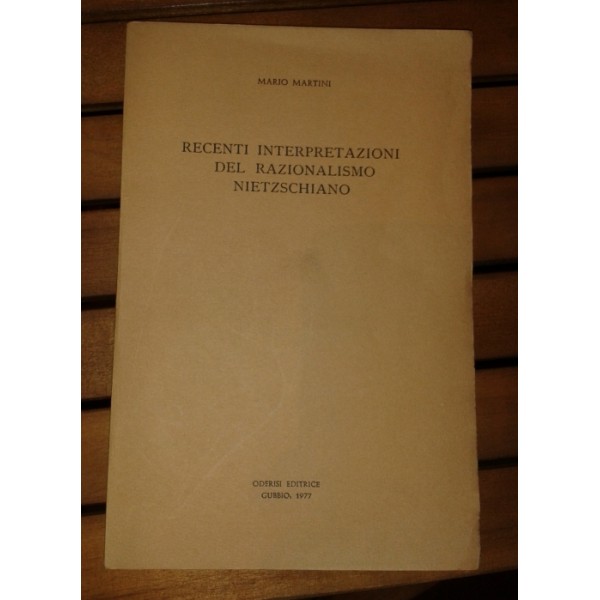 MARIO MARTINI
RECENTI INTERPRETAZIONI
DEL RAZIONALISMO
NIETZSCHIANO
ODERISI EDITRICE
GUBBIO, 1977